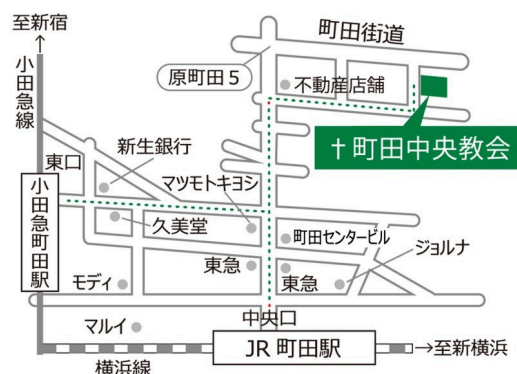 至新宿
小田急線
町田街道
原町田5
不動産店舗
✝町田中央教会
新生銀行
東口
マツモトキヨシ
小田急町田駅
久美堂
町田センタービル
ジョルナ
東急
東急
モディ
中央口
マルイ
JR 町田駅
→至新横浜
横浜線